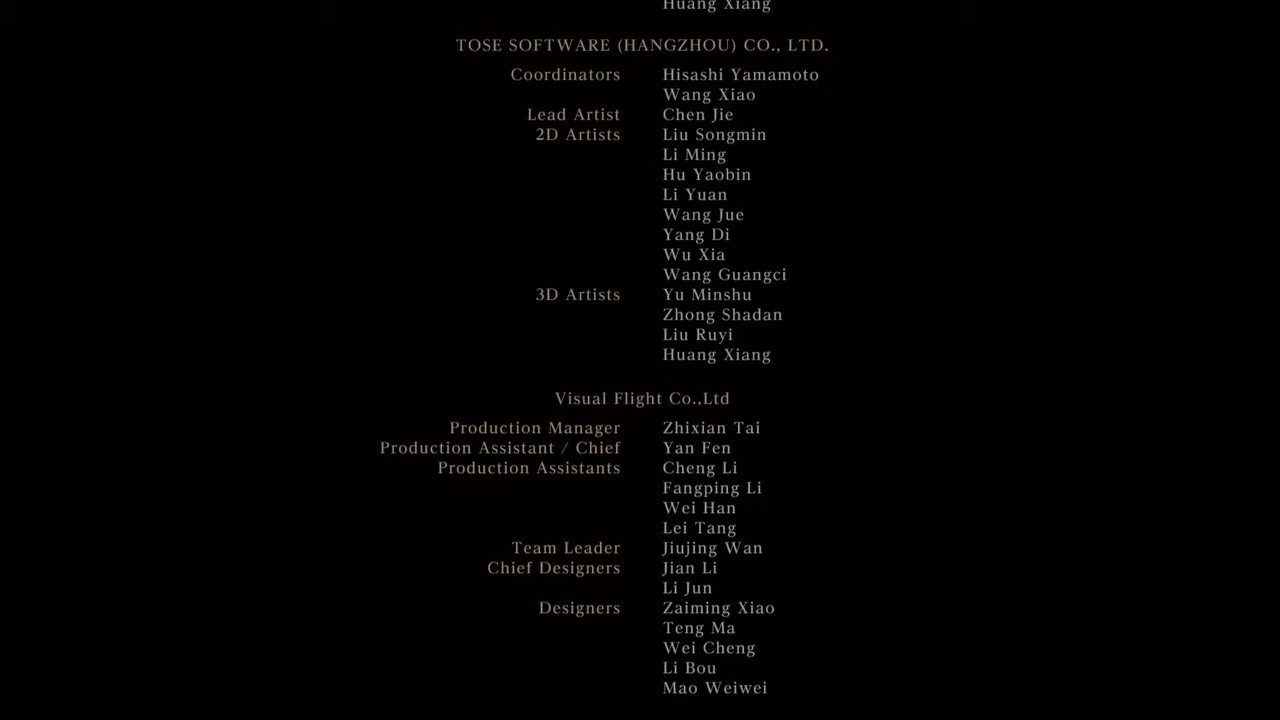 Huang Xiang
TOSE SOFTWARE (HANGZHOU) CO., LTD.
Coordinators Hisashi Yamamoto
Wang Xiao
Lead Artist Chen Jie
2D Artists Liu Songmin
Li Ming
Hu Yaobin
Li Yuan
Wang Jue
Yang Di
Wu Xia
Wang Guangci
3D Artists Yu Minshu
Zhong Shadan
Liu Ruyi
Huang Xiang
Visual Flight Co.,Ltd
Production Manager Zhixian Tai
Production Assistant / Chief Yan Fen
Production Assistants Cheng Li
Fangping Li
Wei Han
Lei Tang
Team Leader Jiujing Wan
Chief Designers Jian Li
Li Jun
Designers Zaiming Xiao
Teng Ma
Wei Cheng
Li Bou
Mao Weiwei